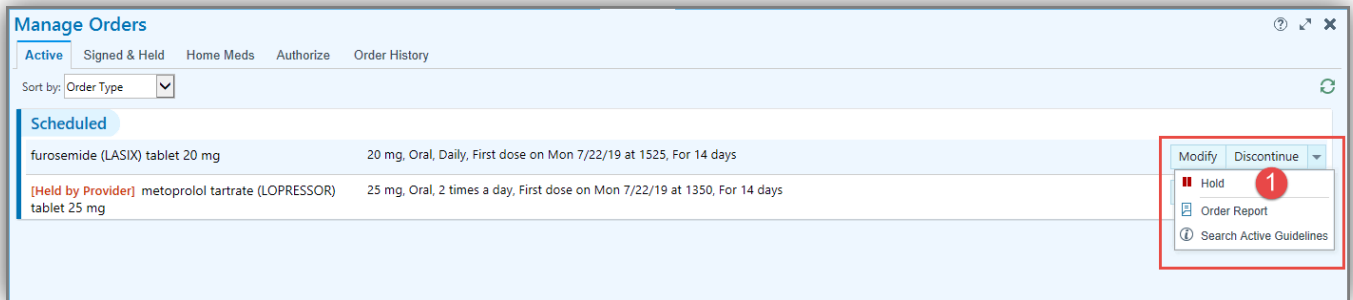 Manage Orders
Active Signed & Held Home Meds Authorize Order History
Sort by: Order Type
Scheduled
furosemide (LASIX) tablet 20 mg 20 mg, Oral, Daily, First dose on Mon 7/22/19 at 1525, For 14 days Modify Discontinue
[Held by Provider] metoprolol tartrate (LOPRESSOR) 25 mg, Oral, 2 times a day, First dose on Mon 7/22/19 at 1350, For 14 days
tablet 25 mg
Hold 1
Order Report
Search Active Guidelines